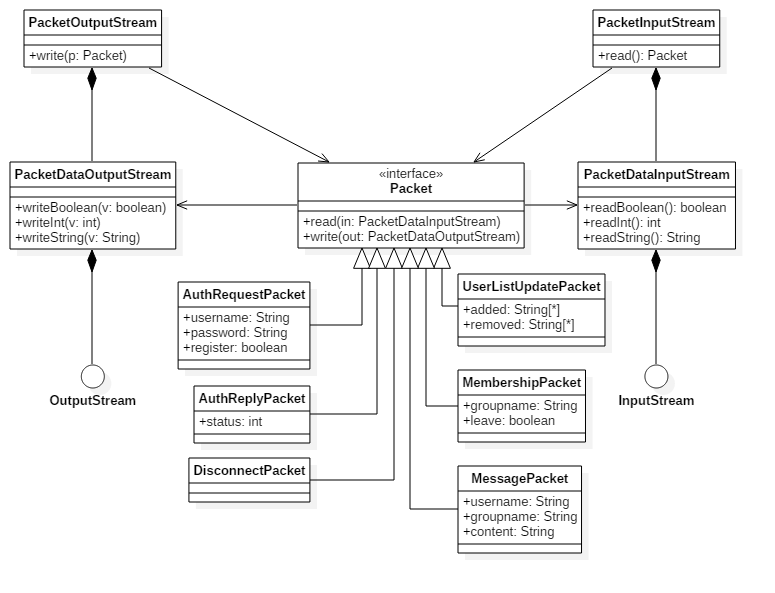 PacketOutputStream
+write(p: Packet)
PacketInputStream
+read(): Packet
PacketDataOutputStream
+writeBoolean(v: boolean)
+writeInt(v: int)
+writeString(v: String)
«interface»
Packet
+read(in: PacketDataInputStream)
+write(out: PacketDataOutputStream)
PacketDataInputStream
+readBoolean(): boolean
+readInt(): int
+readString(): String
AuthRequestPacket
+username: String
+password: String
+register: boolean
UserListUpdatePacket
+added: String[*]
+removed: String[*]
OutputStream
InputStream
AuthReplyPacket
+status: int
MembershipPacket
+groupname: String
+leave: boolean
DisconnectPacket
MessagePacket
+username: String
+groupname: String
+content: String